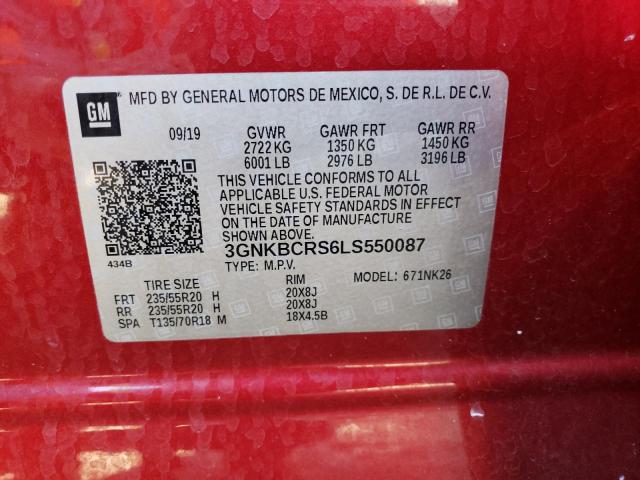 GM MFD BY GENERAL MOTORS DE MEXICO, S. DE R.L. DE C.V.
09/19 GVWR GAWR FRT GAWR RR
2722 KG 1350 KG 1450 KG
6001 LB 2976 LB 3196 LB
THIS VEHICLE CONFORMS TO ALL
APPLICABLE U.S. FEDERAL MOTOR
VEHICLE SAFETY STANDARDS IN EFFECT
ON THE DATE OF MANUFACTURE
SHOWN ABOVE.
434B 3GNKBCRS6LS550087
TYPE: M.P.V. MODEL: 671NK26
TIRE SIZE RIM
FRT 235/55R20 H 20X8J
RR 235/55R20 H 20X8J
SPA T135/70R18 M 18X4.5B